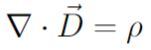 ∇ · D⃗ = ρ